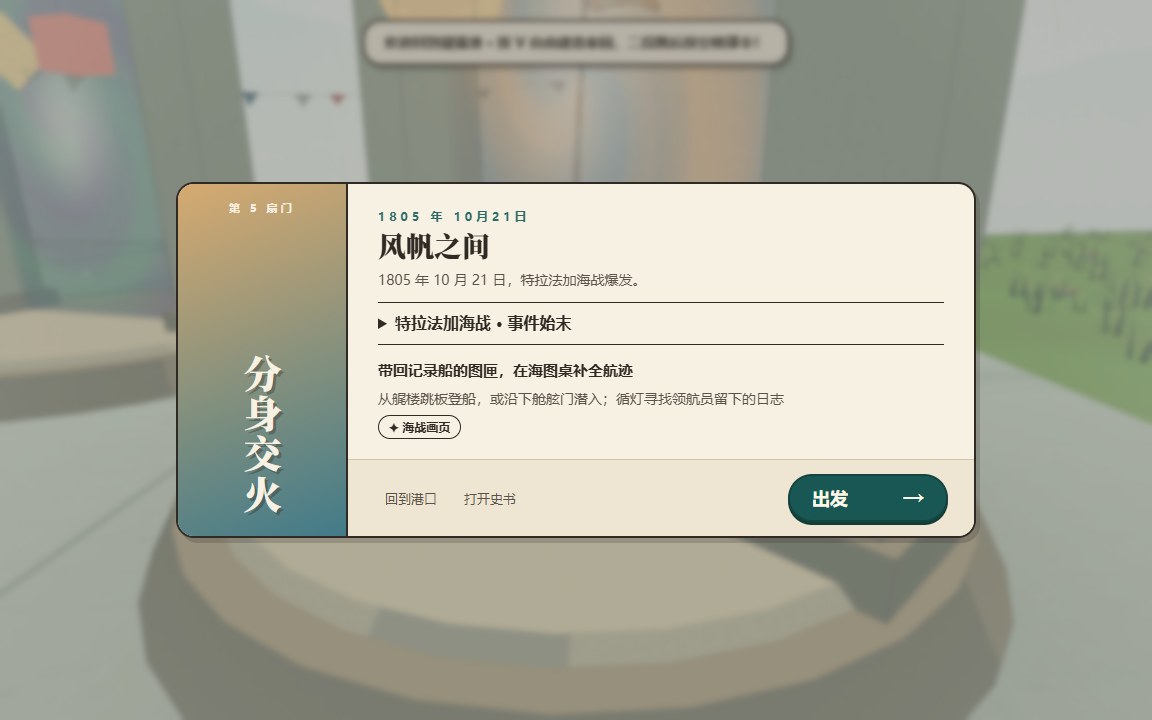 第 5 扇门
分身交火
1805 年 10月21日
风帆之间
1805 年 10 月 21 日，特拉法加海战爆发。
▶ 特拉法加海战 • 事件始末
带回记录船的图匣，在海图桌补全航迹
从艉楼跳板登船，或沿下舱舷门潜入；循灯寻找领航员留下的日志
✦ 海战画页
回到港口
打开史书
出发 →